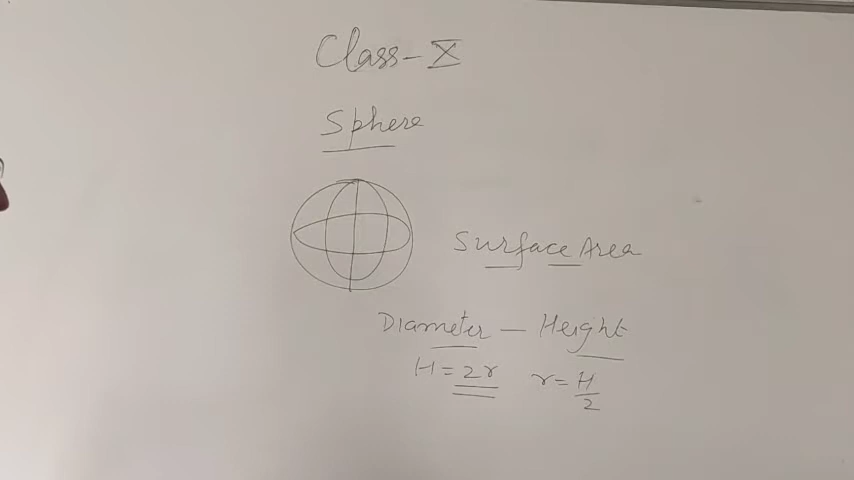 Class - X
Sphere
Surface Area
Diameter — Height
H = 2r r = H/2